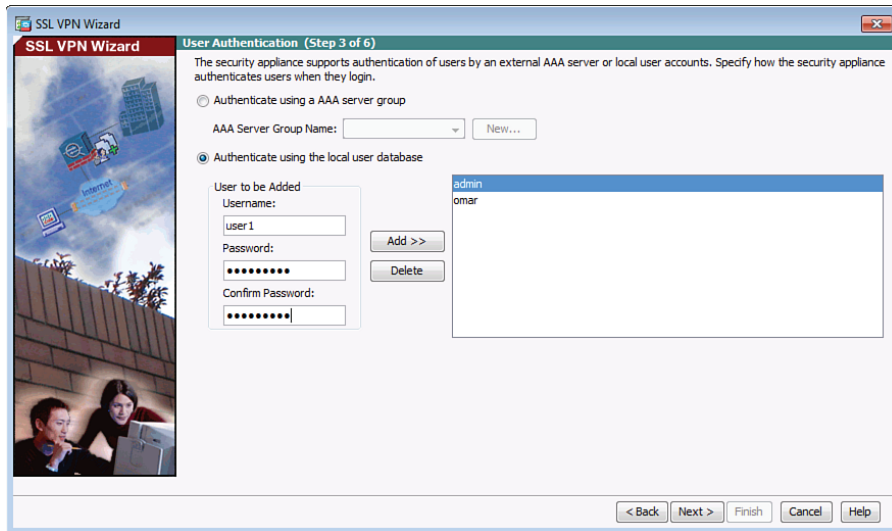 SSL VPN Wizard
SSL VPN Wizard
User Authentication (Step 3 of 6)
The security appliance supports authentication of users by an external AAA server or local user accounts. Specify how the security appliance
authenticates users when they login.
Authenticate using a AAA server group
AAA Server Group Name:
New...
Authenticate using the local user database
User to be Added
Username:
user1
Password:
•••••••••
Confirm Password:
•••••••••
Add >>
Delete
admin
omar
Internet
< Back
Next >
Finish
Cancel
Help